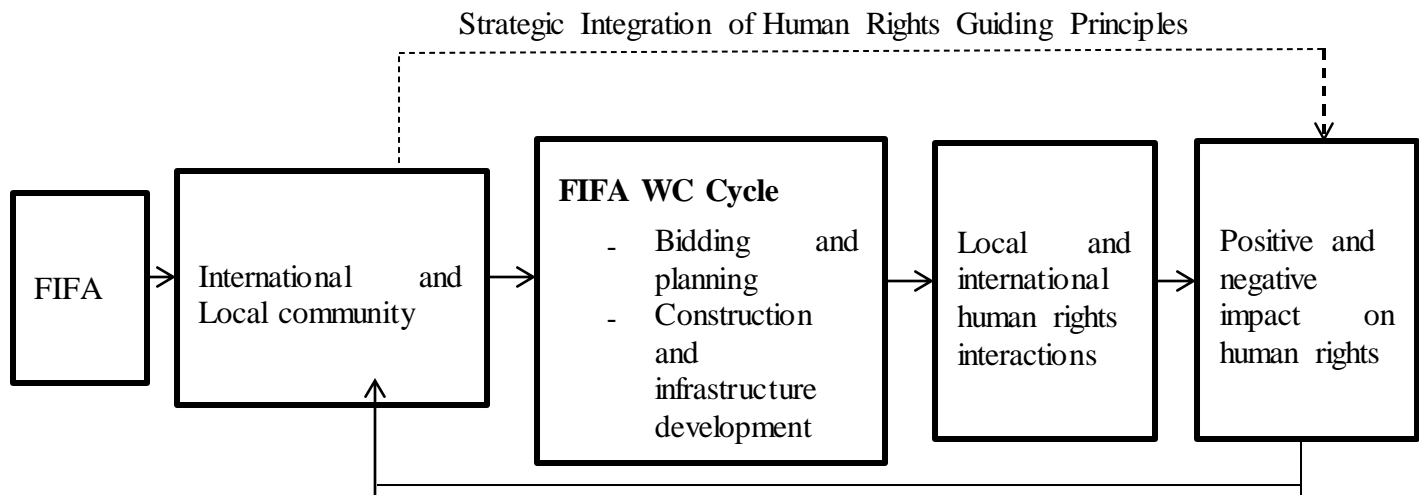 Strategic Integration of Human Rights Guiding Principles
FIFA
International and
Local community
FIFA WC Cycle
- Bidding and
planning
- Construction
and
infrastructure
development
Local and
international
human rights
interactions
Positive and
negative
impact on
human rights